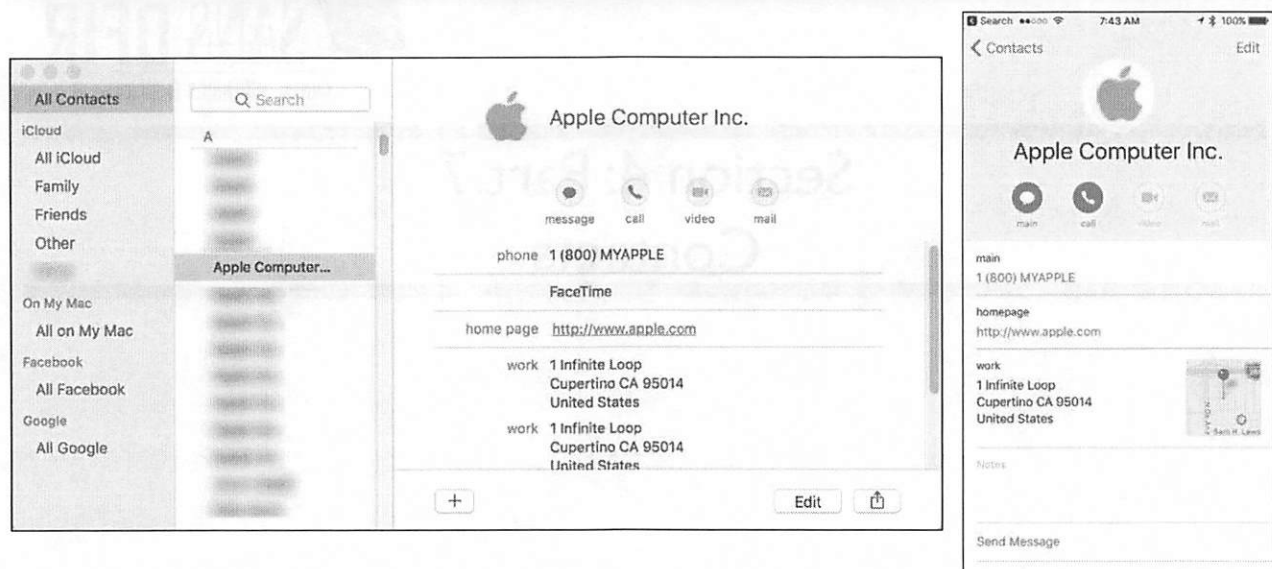 All Contacts
iCloud
All iCloud
Family
Friends
Other
On My Mac
All on My Mac
Facebook
All Facebook
Google
All Google
Search
A
Apple Computer...
Apple Computer Inc.
message call video mail
phone 1 (800) MYAPPLE
FaceTime
home page http://www.apple.com
work 1 Infinite Loop
Cupertino CA 95014
United States
work 1 Infinite Loop
Cupertino CA 95014
United States
+
Edit
Search 7:43 AM 100%
Contacts Edit
Apple Computer Inc.
main call video mail
main
1 (800) MYAPPLE
homepage
http://www.apple.com
work
1 Infinite Loop
Cupertino CA 95014
United States
Notes
Send Message